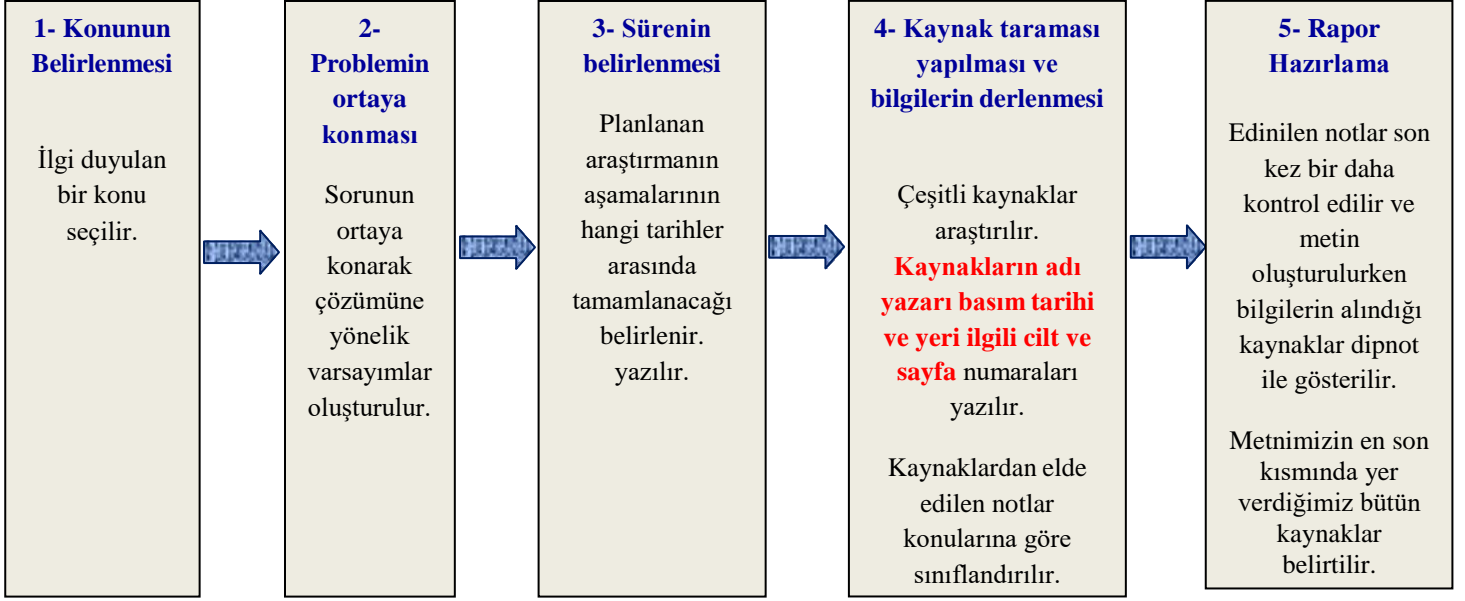 1- Konunun
Belirlenmesi
İlgi duyulan
bir konu
seçilir.
2-
Problemin
ortaya
konması
Sorunun
ortaya
konarak
çözümüne
yönelik
varsayımlar
oluşturulur.
3- Sürenin
belirlenmesi
Planlanan
araştırmanın
aşamalarının
hangi tarihler
arasında
tamamlanacağı
belirlenir.
yazılır.
4- Kaynak taraması
yapılması ve
bilgilerin derlenmesi
Çeşitli kaynaklar
araştırılır.
Kaynakların adı
yazarı basım tarihi
ve yeri ilgili cilt ve
sayfa numaraları
yazılır.
Kaynaklardan elde
edilen notlar
konularına göre
sınıflandırılır.
5- Rapor
Hazırlama
Edinilen notlar son
kez bir daha
kontrol edilir ve
metin
oluşturulurken
bilgilerin alındığı
kaynaklar dipnot
ile gösterilir.
Metnimizin en son
kısmında yer
verdiğimiz bütün
kaynaklar
belirtilir.